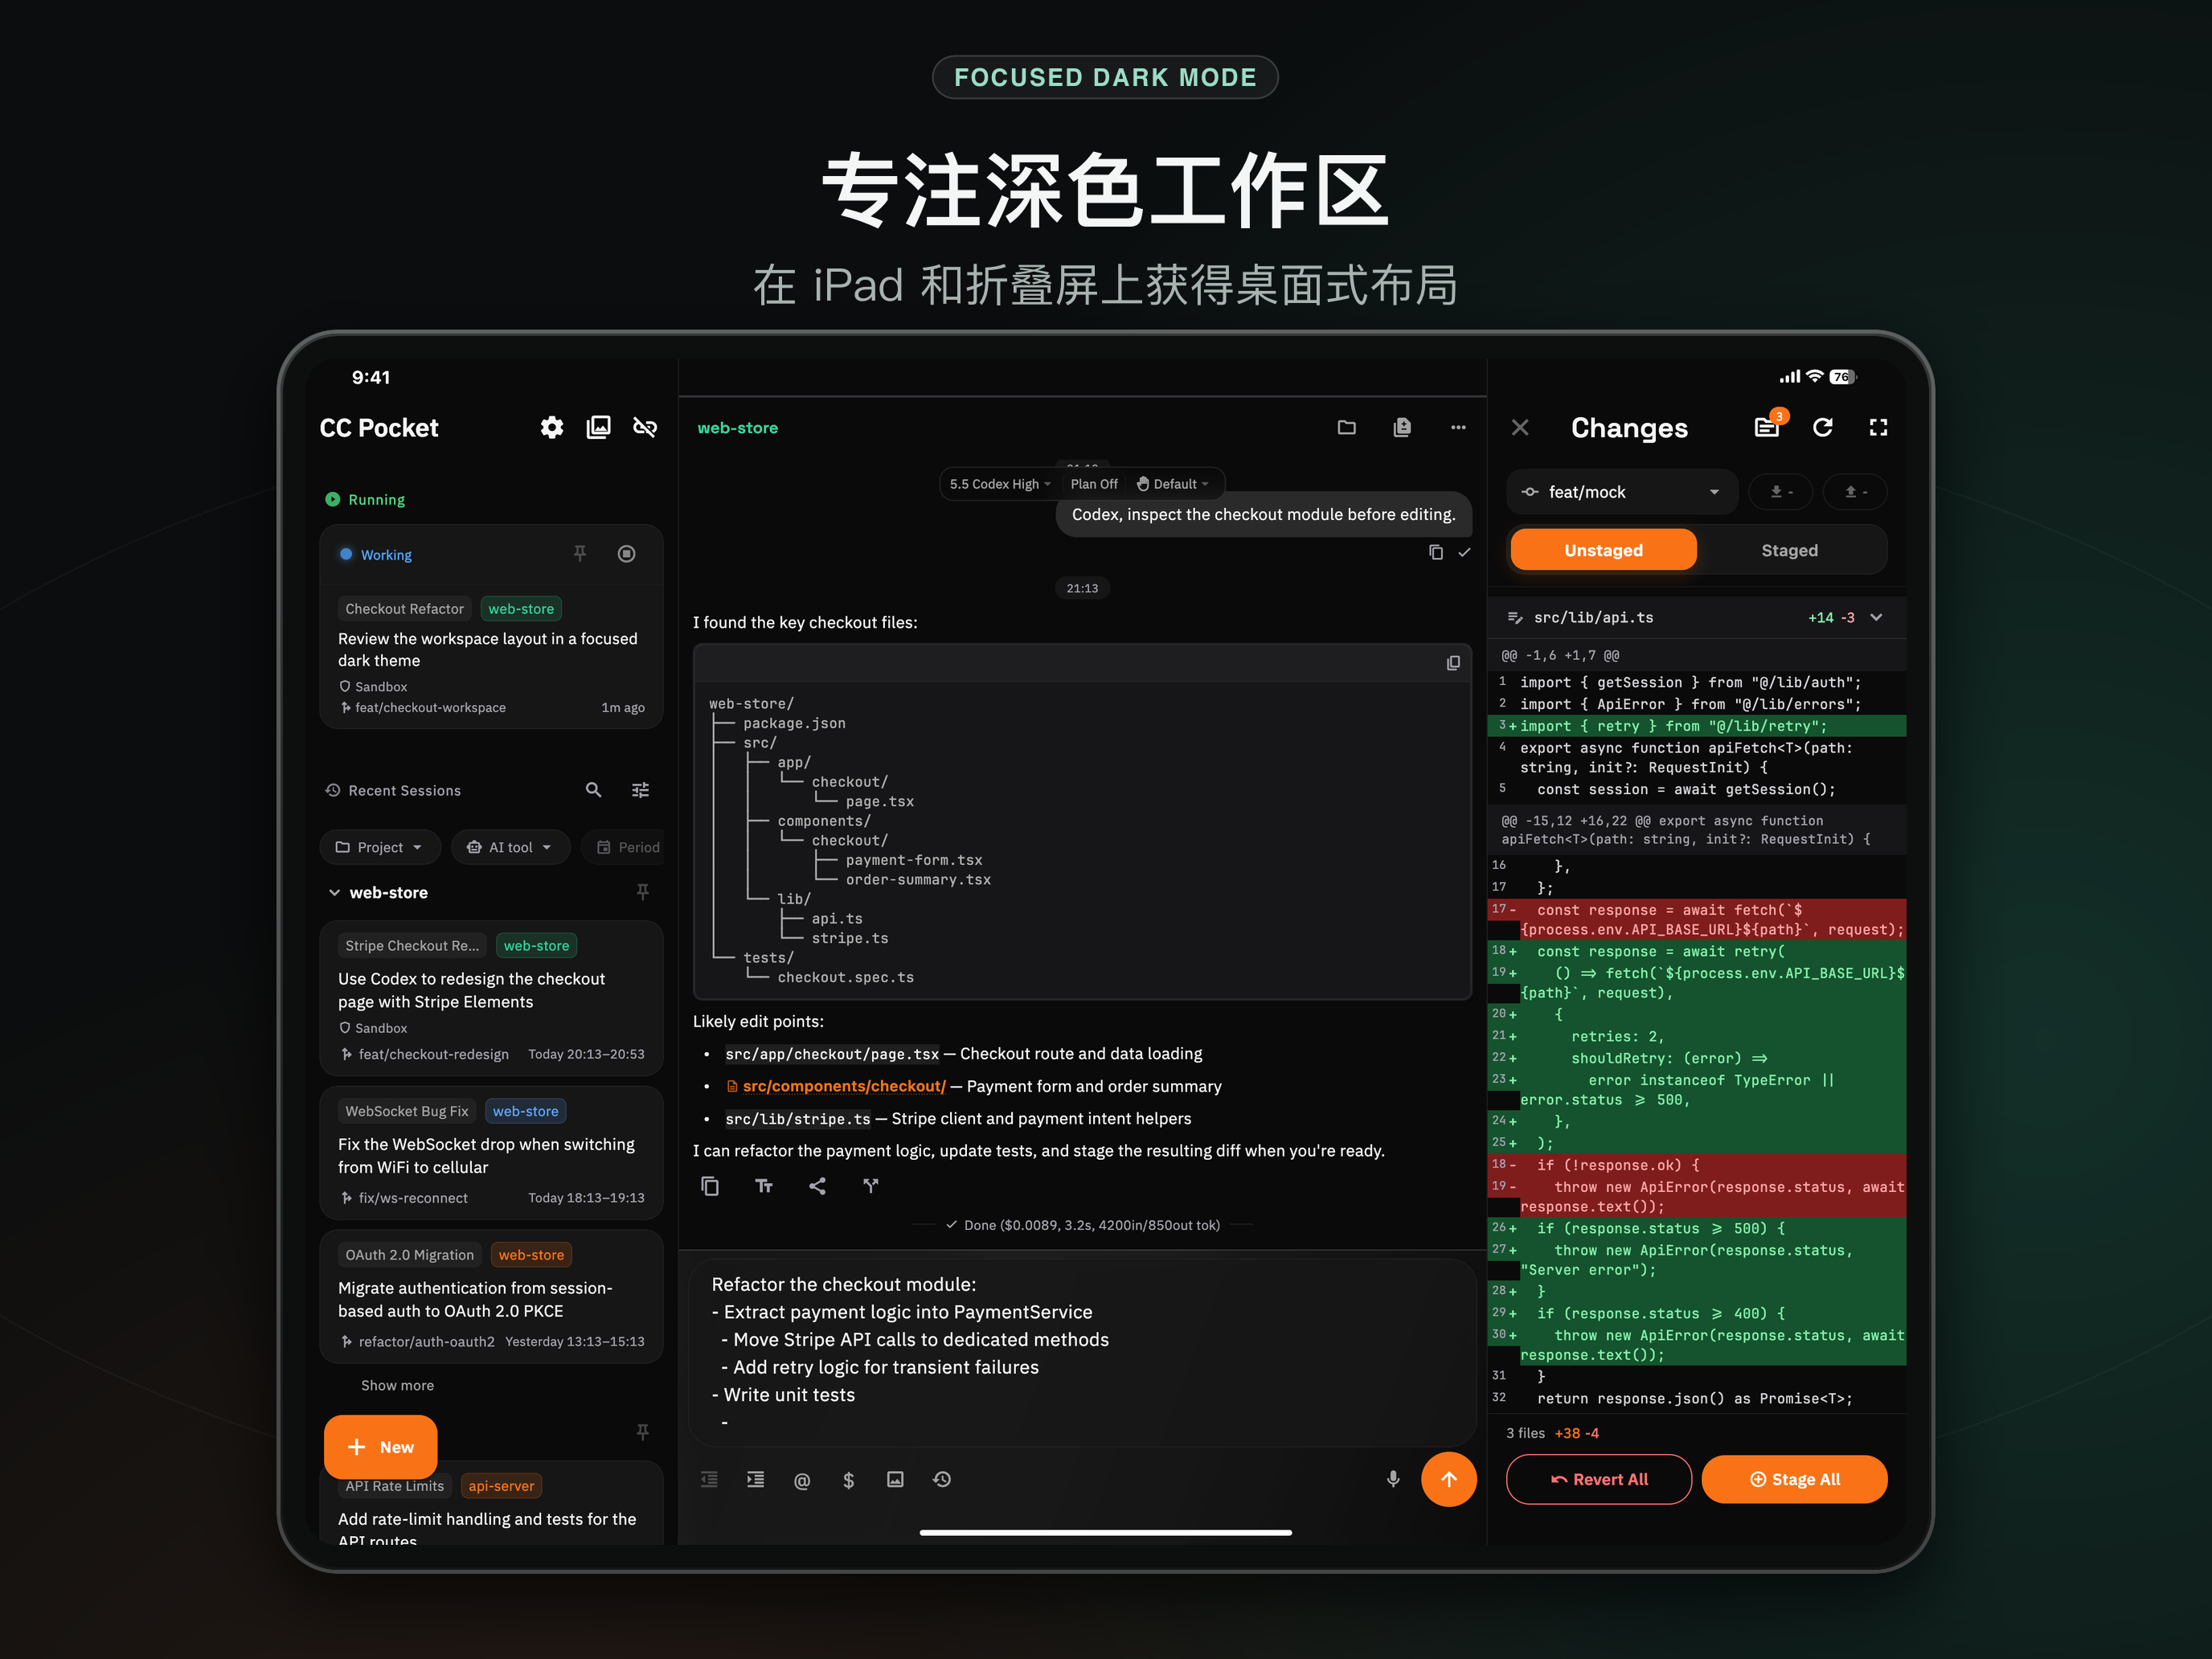 FOCUSED DARK MODE
专注深色工作区
在 iPad 和折叠屏上获得桌面式布局
9:41
76
CC Pocket
Running
Working
Checkout Refactor web-store
Review the workspace layout in a focused
dark theme
Sandbox
feat/checkout-workspace 1m ago
Recent Sessions
Project AI tool Period
web-store
Stripe Checkout Re... web-store
Use Codex to redesign the checkout
page with Stripe Elements
Sandbox
feat/checkout-redesign Today 20:13–20:53
WebSocket Bug Fix web-store
Fix the WebSocket drop when switching
from WiFi to cellular
fix/ws-reconnect Today 18:13–19:13
OAuth 2.0 Migration web-store
Migrate authentication from session-
based auth to OAuth 2.0 PKCE
refactor/auth-oauth2 Yesterday 13:13–15:13
Show more
+ New
API Rate Limits api-server
Add rate-limit handling and tests for the
API routes
web-store
5.5 Codex High Plan Off Default
Codex, inspect the checkout module before editing.
21:13
I found the key checkout files:
web-store/
├── package.json
├── src/
│   ├── app/
│   │   └── checkout/
│   │       └── page.tsx
│   ├── components/
│   │   └── checkout/
│   │       ├── payment-form.tsx
│   │       └── order-summary.tsx
│   └── lib/
│       ├── api.ts
│       └── stripe.ts
└── tests/
    └── checkout.spec.ts
Likely edit points:
• src/app/checkout/page.tsx — Checkout route and data loading
• src/components/checkout/ — Payment form and order summary
• src/lib/stripe.ts — Stripe client and payment intent helpers
I can refactor the payment logic, update tests, and stage the resulting diff when you're ready.
Done ($0.0089, 3.2s, 4200in/850out tok)
Refactor the checkout module:
- Extract payment logic into PaymentService
  - Move Stripe API calls to dedicated methods
  - Add retry logic for transient failures
- Write unit tests
  -
@ $
Changes 3
feat/mock - -
Unstaged Staged
src/lib/api.ts +14 -3
@@ -1,6 +1,7 @@
1 import { getSession } from "@/lib/auth";
2 import { ApiError } from "@/lib/errors";
3+ import { retry } from "@/lib/retry";
4 export async function apiFetch<T>(path:
string, init?: RequestInit) {
5   const session = await getSession();
@@ -15,12 +16,22 @@ export async function
apiFetch<T>(path: string, init?: RequestInit) {
16     },
17   };
17-   const response = await fetch(`$
{process.env.API_BASE_URL}${path}`, request);
18+   const response = await retry(
19+     () => fetch(`${process.env.API_BASE_URL}$
{path}`, request),
20+     {
21+       retries: 2,
22+       shouldRetry: (error) =>
23+         error instanceof TypeError ||
error.status >= 500,
24+     },
25+   );
18-   if (!response.ok) {
19-     throw new ApiError(response.status, await
response.text());
26+   if (response.status >= 500) {
27+     throw new ApiError(response.status,
"Server error");
28+   }
29+   if (response.status >= 400) {
30+     throw new ApiError(response.status, await
response.text());
31   }
32   return response.json() as Promise<T>;
3 files +38 -4
Revert All Stage All